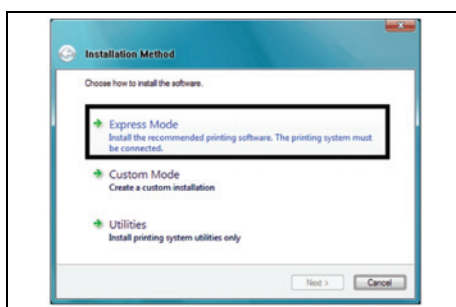 Installation Method
Choose how to install the software.
Express Mode
Install the recommended printing software. The printing system must
be connected.
Custom Mode
Create a custom installation
Utilities
Install printing system utilities only
Next >
Cancel